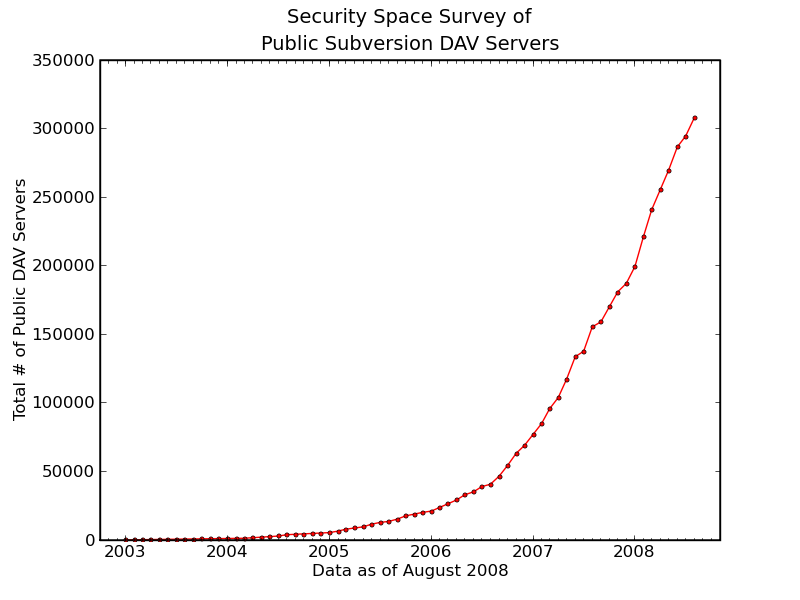 Security Space Survey of
Public Subversion DAV Servers
350000
300000
250000
200000
150000
100000
50000
0
Total # of Public DAV Servers
2003 2004 2005 2006 2007 2008
Data as of August 2008